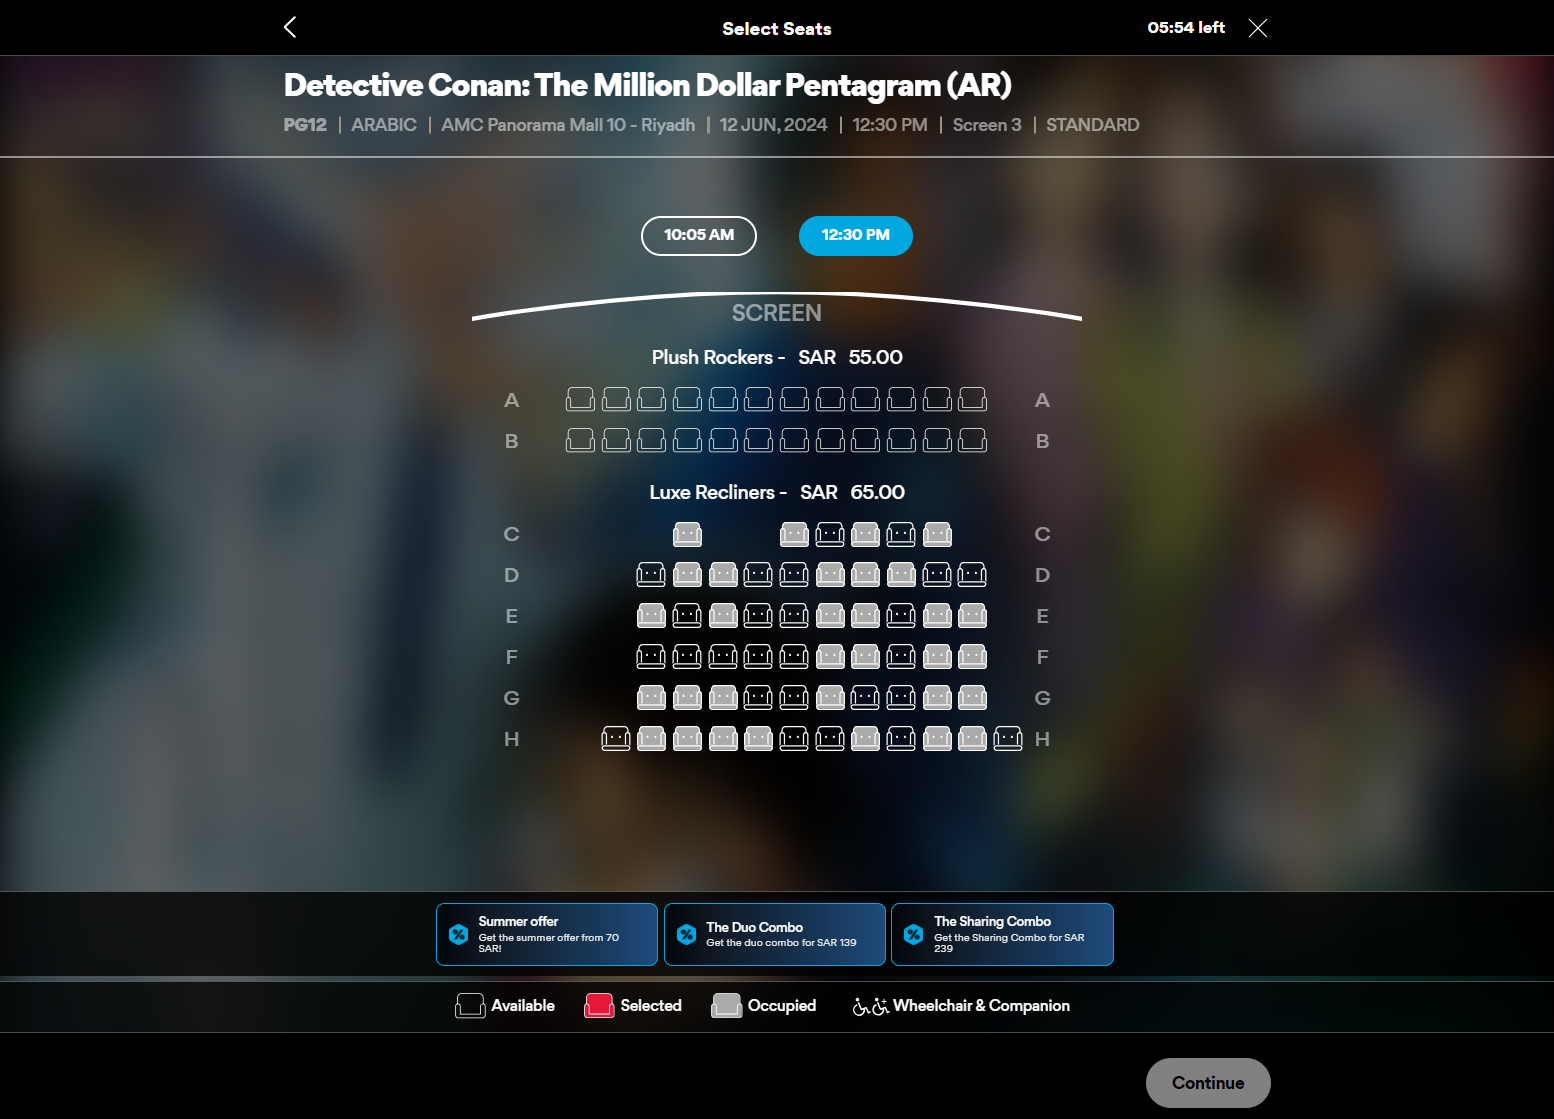 Select Seats
05:54 left
Detective Conan: The Million Dollar Pentagram (AR)
PG12 | ARABIC | AMC Panorama Mall 10 - Riyadh | 12 JUN, 2024 | 12:30 PM | Screen 3 | STANDARD
10:05 AM
12:30 PM
SCREEN
Plush Rockers - SAR 55.00
A A
B B
Luxe Recliners - SAR 65.00
C C
D D
E E
F F
G G
H H
Summer offer
Get the summer offer from 70
SAR!
The Duo Combo
Get the duo combo for SAR 139
The Sharing Combo
Get the Sharing Combo for SAR
239
Available
Selected
Occupied
Wheelchair & Companion
Continue